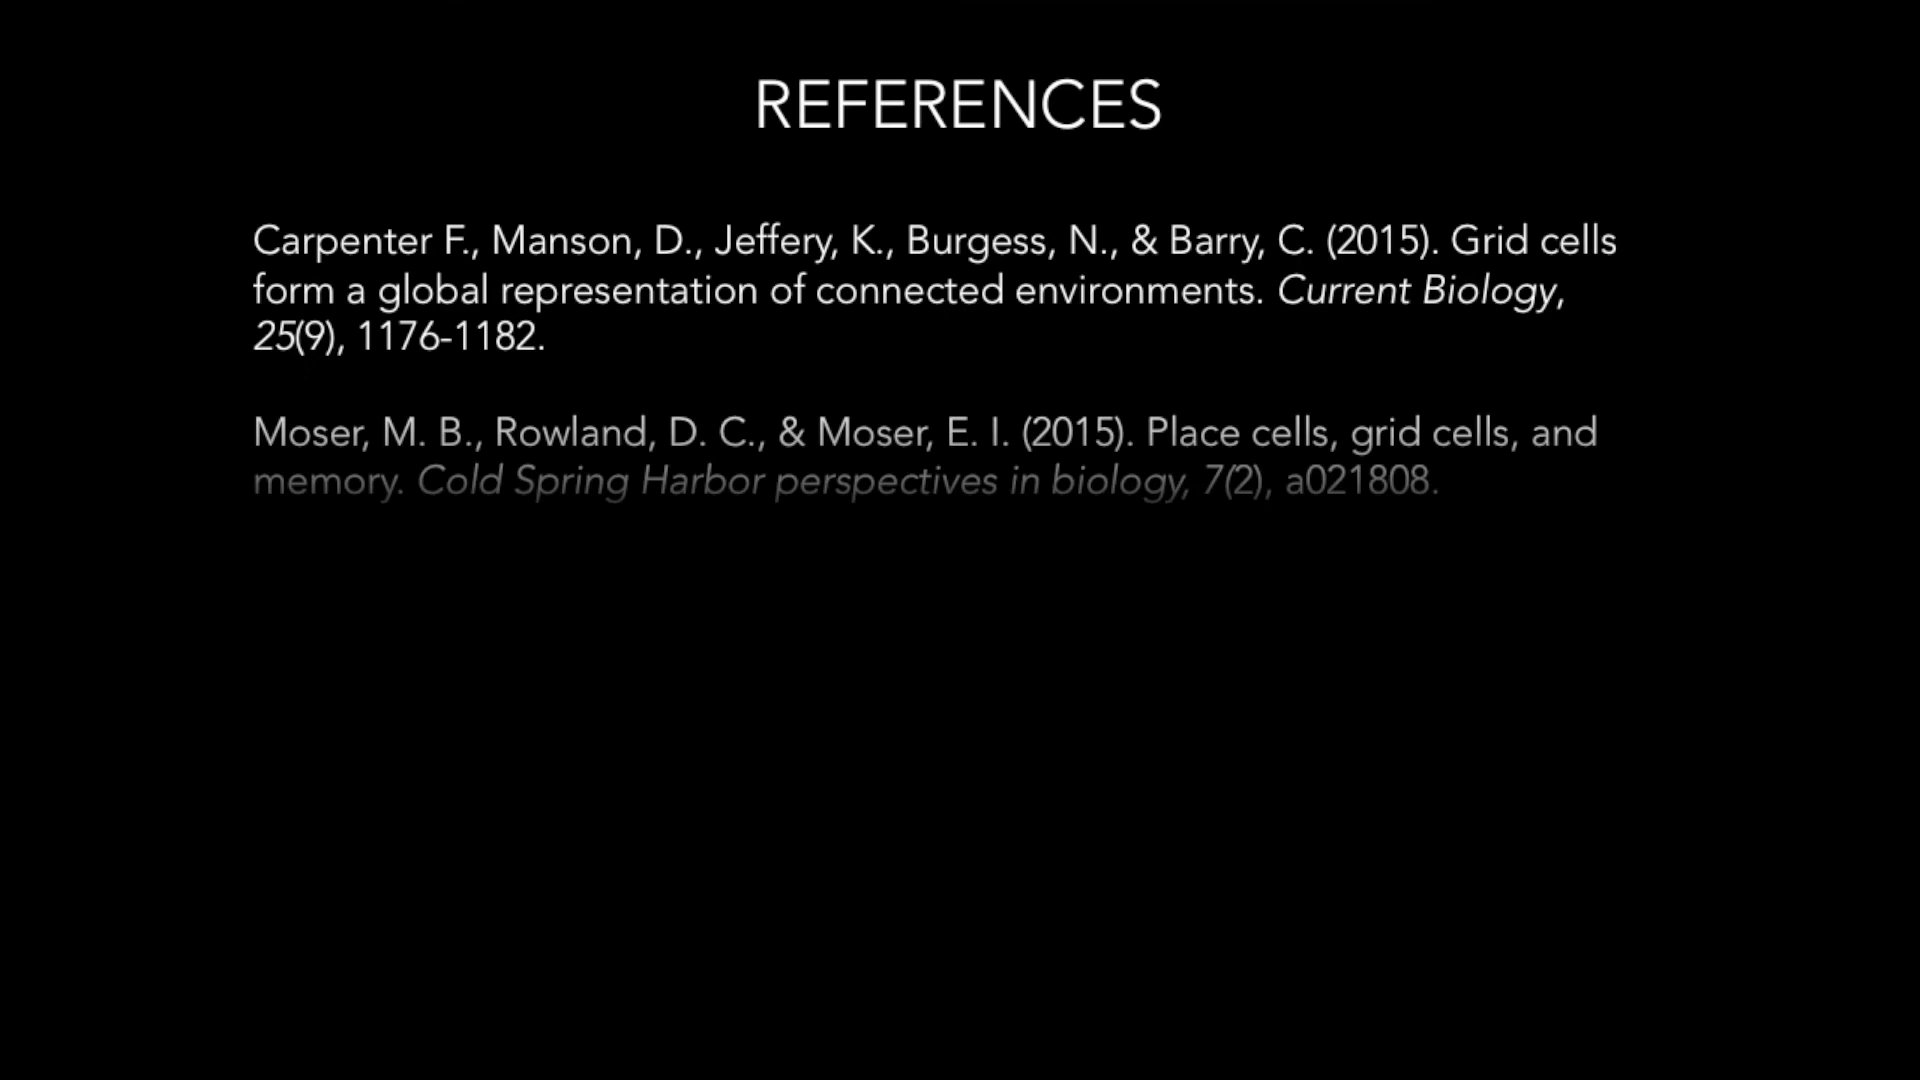 REFERENCES
Carpenter F., Manson, D., Jeffery, K., Burgess, N., & Barry, C. (2015). Grid cells
form a global representation of connected environments. Current Biology,
25(9), 1176-1182.
Moser, M. B., Rowland, D. C., & Moser, E. I. (2015). Place cells, grid cells, and
memory. Cold Spring Harbor perspectives in biology, 7(2), a021808.